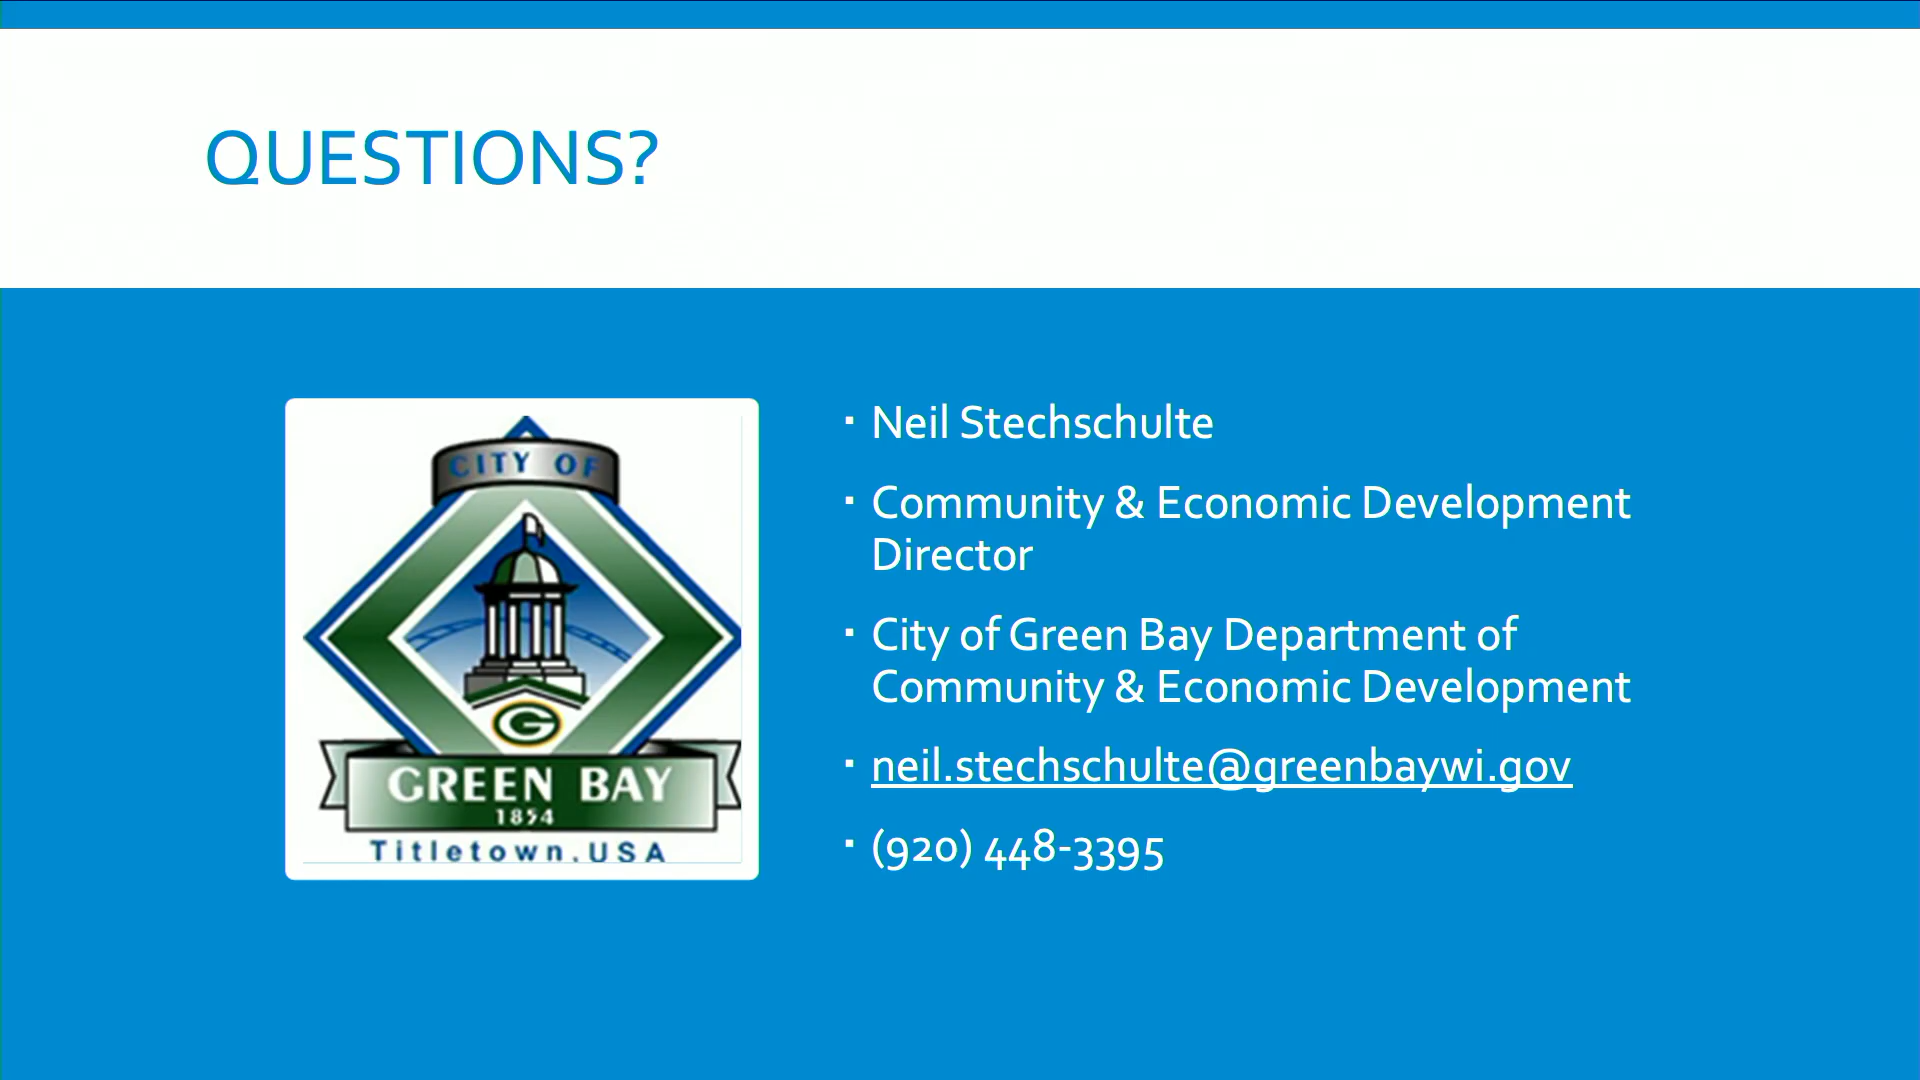 QUESTIONS?
CITY OF
GREEN BAY
1854
Titletown.USA
▪ Neil Stechschulte
▪ Community & Economic Development
Director
▪ City of Green Bay Department of
Community & Economic Development
▪ neil.stechschulte@greenbaywi.gov
▪ (920) 448-3395